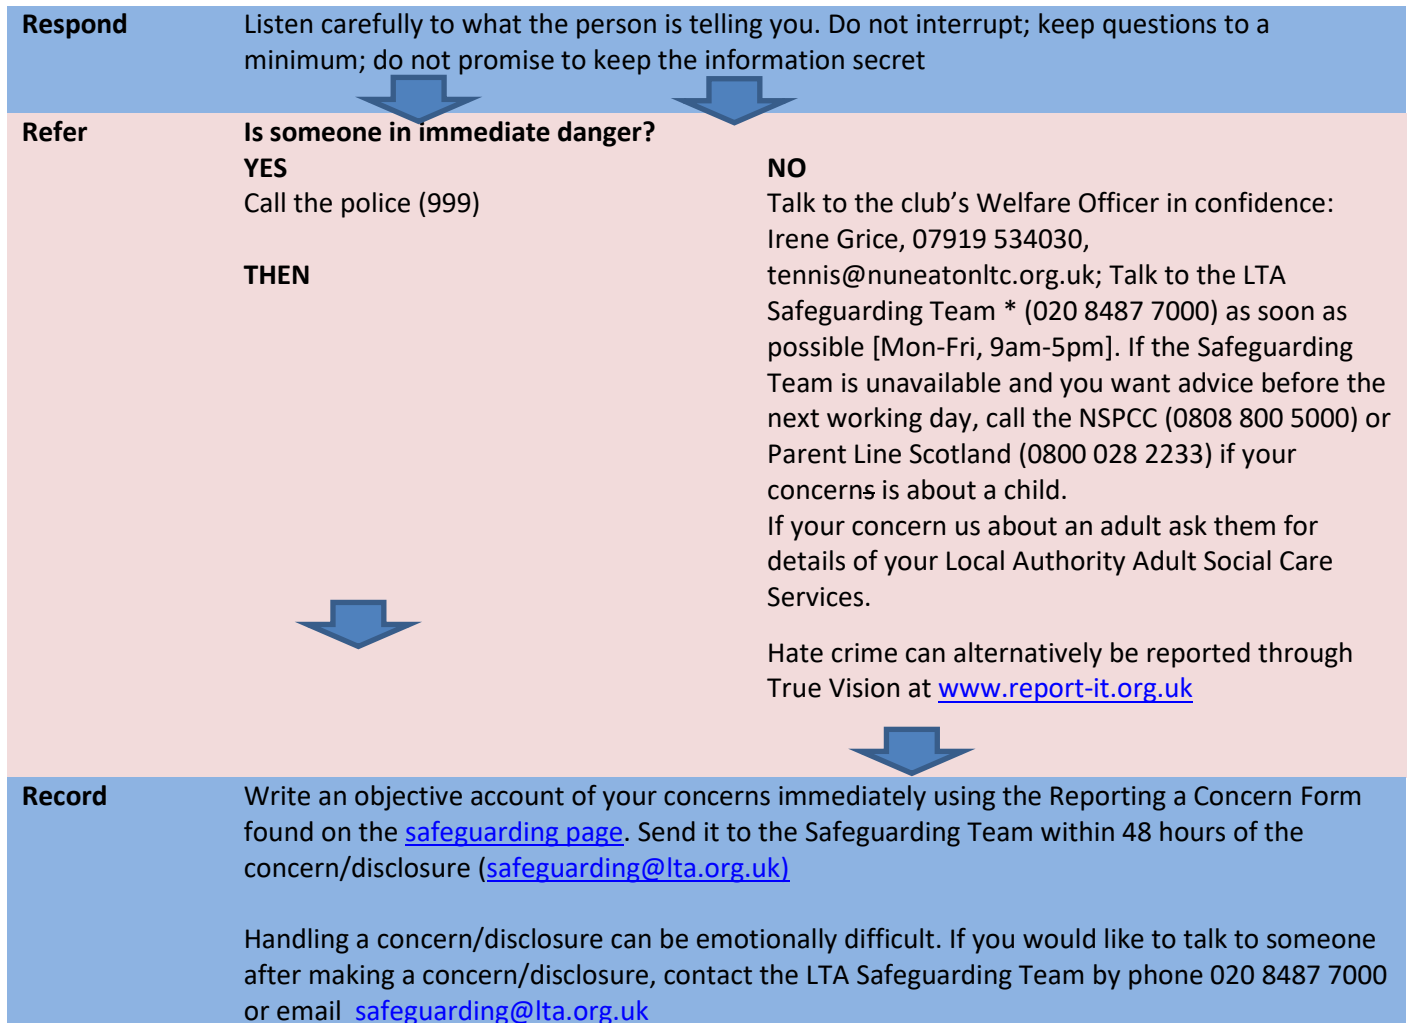 Respond
Listen carefully to what the person is telling you. Do not interrupt; keep questions to a
minimum; do not promise to keep the information secret
Refer
Is someone in immediate danger?
YES
Call the police (999)
THEN
NO
Talk to the club’s Welfare Officer in confidence:
Irene Grice, 07919 534030,
tennis@nuneatonltc.org.uk; Talk to the LTA
Safeguarding Team * (020 8487 7000) as soon as
possible [Mon-Fri, 9am-5pm]. If the Safeguarding
Team is unavailable and you want advice before the
next working day, call the NSPCC (0808 800 5000) or
Parent Line Scotland (0800 028 2233) if your
concerns is about a child.
If your concern us about an adult ask them for
details of your Local Authority Adult Social Care
Services.
Hate crime can alternatively be reported through
True Vision at www.report-it.org.uk
Record
Write an objective account of your concerns immediately using the Reporting a Concern Form
found on the safeguarding page. Send it to the Safeguarding Team within 48 hours of the
concern/disclosure (safeguarding@lta.org.uk)
Handling a concern/disclosure can be emotionally difficult. If you would like to talk to someone
after making a concern/disclosure, contact the LTA Safeguarding Team by phone 020 8487 7000
or email safeguarding@lta.org.uk